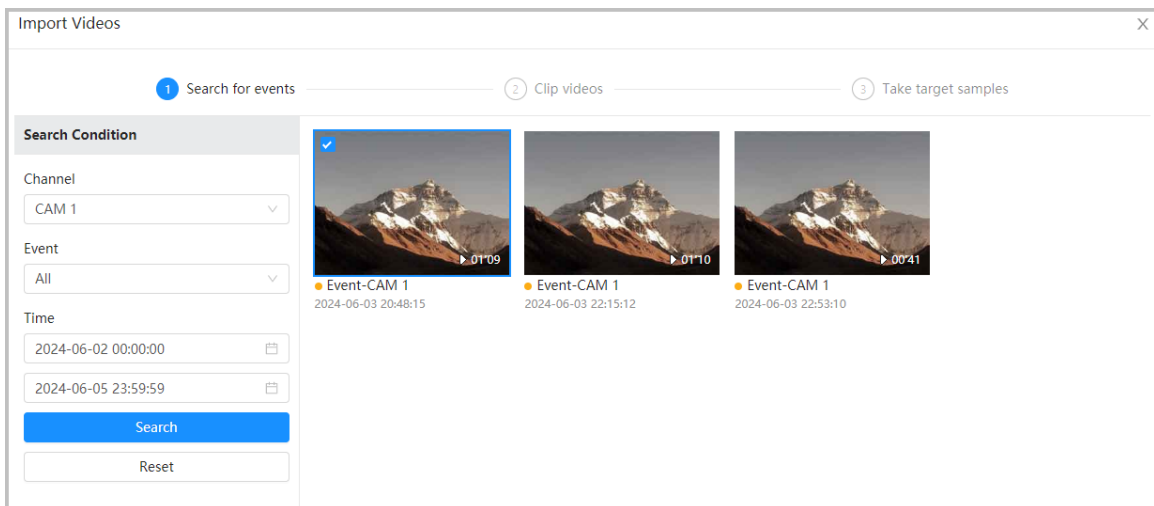 Import Videos
1 Search for events
2 Clip videos
3 Take target samples
Search Condition
Channel
CAM 1
Event
All
Time
2024-06-02 00:00:00
2024-06-05 23:59:59
Search
Reset
01'09
Event-CAM 1
2024-06-03 20:48:15
01'10
Event-CAM 1
2024-06-03 22:15:12
00'41
Event-CAM 1
2024-06-03 22:53:10